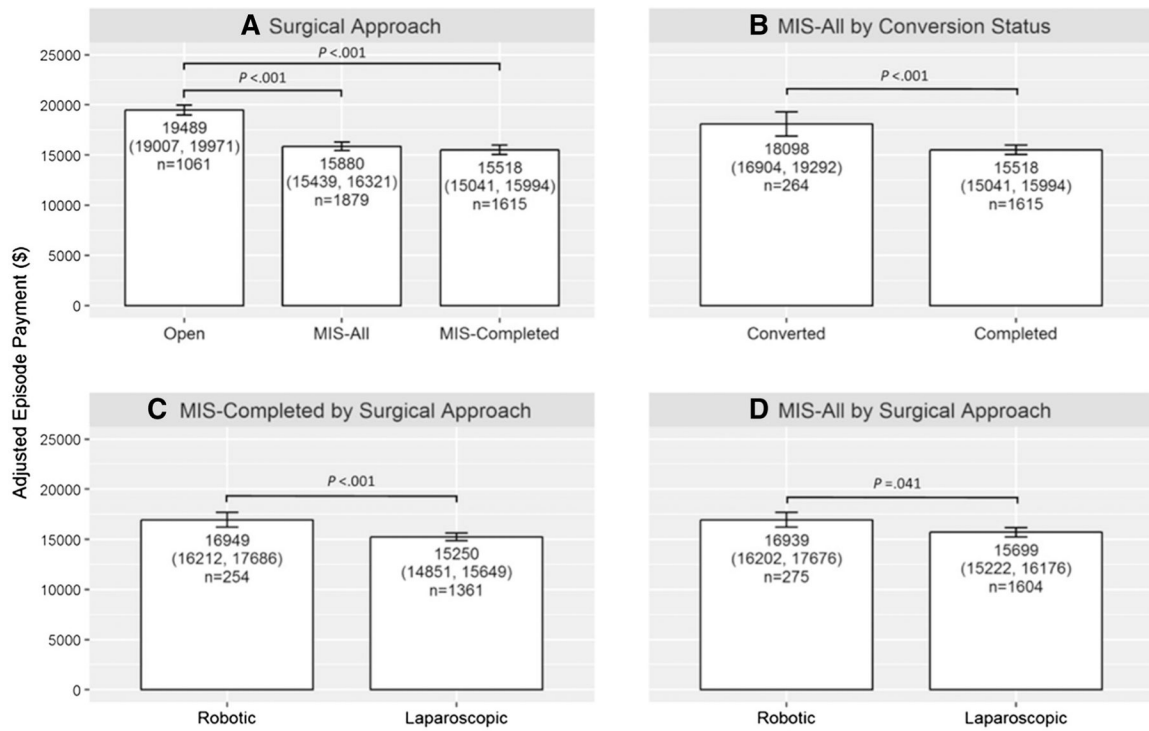 Adjusted Episode Payment ($)
A Surgical Approach
25000
20000
15000
10000
5000
0
P <.001
P <.001
19489
(19007, 19971)
n=1061
15880
(15439, 16321)
n=1879
15518
(15041, 15994)
n=1615
Open
MIS-All
MIS-Completed
B MIS-All by Conversion Status
P <.001
18098
(16904, 19292)
n=264
15518
(15041, 15994)
n=1615
Converted
Completed
C MIS-Completed by Surgical Approach
25000
20000
15000
10000
5000
0
P <.001
16949
(16212, 17686)
n=254
15250
(14851, 15649)
n=1361
Robotic
Laparoscopic
D MIS-All by Surgical Approach
P =.041
16939
(16202, 17676)
n=275
15699
(15222, 16176)
n=1604
Robotic
Laparoscopic